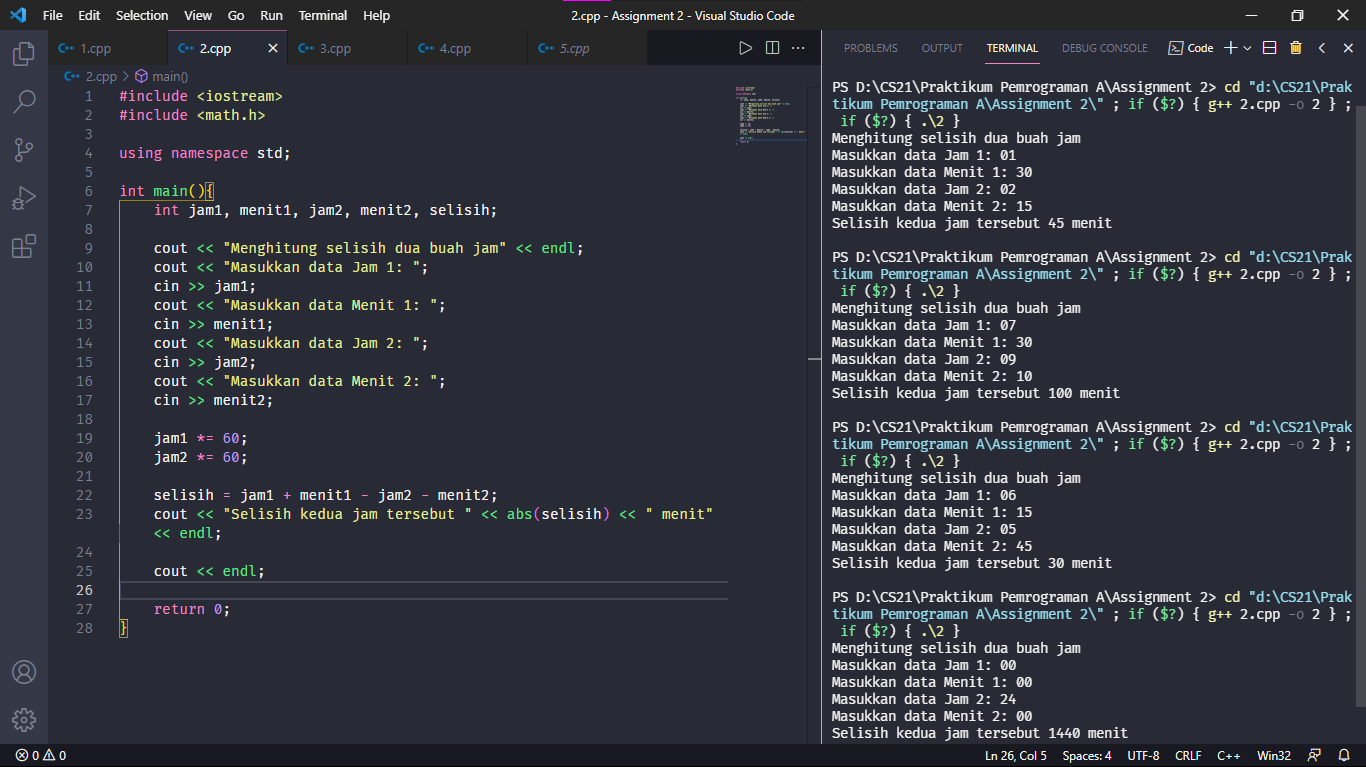 File Edit Selection View Go Run Terminal Help 2.cpp - Assignment 2 - Visual Studio Code
1.cpp 2.cpp 3.cpp 4.cpp 5.cpp
PROBLEMS OUTPUT TERMINAL DEBUG CONSOLE Code
2.cpp > main()
1 #include <iostream>
2 #include <math.h>
3
4 using namespace std;
5
6 int main(){
7 int jam1, menit1, jam2, menit2, selisih;
8
9 cout << "Menghitung selisih dua buah jam" << endl;
10 cout << "Masukkan data Jam 1: ";
11 cin >> jam1;
12 cout << "Masukkan data Menit 1: ";
13 cin >> menit1;
14 cout << "Masukkan data Jam 2: ";
15 cin >> jam2;
16 cout << "Masukkan data Menit 2: ";
17 cin >> menit2;
18
19 jam1 *= 60;
20 jam2 *= 60;
21
22 selisih = jam1 + menit1 - jam2 - menit2;
23 cout << "Selisih kedua jam tersebut " << abs(selisih) << " menit"
<< endl;
24
25 cout << endl;
26
27 return 0;
28 }
PS D:\CS21\Praktikum Pemrograman A\Assignment 2> cd "d:\CS21\Prak
tikum Pemrograman A\Assignment 2\" ; if ($?) { g++ 2.cpp -o 2 } ;
if ($?) { .\2 }
Menghitung selisih dua buah jam
Masukkan data Jam 1: 01
Masukkan data Menit 1: 30
Masukkan data Jam 2: 02
Masukkan data Menit 2: 15
Selisih kedua jam tersebut 45 menit
PS D:\CS21\Praktikum Pemrograman A\Assignment 2> cd "d:\CS21\Prak
tikum Pemrograman A\Assignment 2\" ; if ($?) { g++ 2.cpp -o 2 } ;
if ($?) { .\2 }
Menghitung selisih dua buah jam
Masukkan data Jam 1: 07
Masukkan data Menit 1: 30
Masukkan data Jam 2: 09
Masukkan data Menit 2: 10
Selisih kedua jam tersebut 100 menit
PS D:\CS21\Praktikum Pemrograman A\Assignment 2> cd "d:\CS21\Prak
tikum Pemrograman A\Assignment 2\" ; if ($?) { g++ 2.cpp -o 2 } ;
if ($?) { .\2 }
Menghitung selisih dua buah jam
Masukkan data Jam 1: 06
Masukkan data Menit 1: 15
Masukkan data Jam 2: 05
Masukkan data Menit 2: 45
Selisih kedua jam tersebut 30 menit
PS D:\CS21\Praktikum Pemrograman A\Assignment 2> cd "d:\CS21\Prak
tikum Pemrograman A\Assignment 2\" ; if ($?) { g++ 2.cpp -o 2 } ;
if ($?) { .\2 }
Menghitung selisih dua buah jam
Masukkan data Jam 1: 00
Masukkan data Menit 1: 00
Masukkan data Jam 2: 24
Masukkan data Menit 2: 00
Selisih kedua jam tersebut 1440 menit
0 0 Ln 26, Col 5 Spaces: 4 UTF-8 CRLF C++ Win32